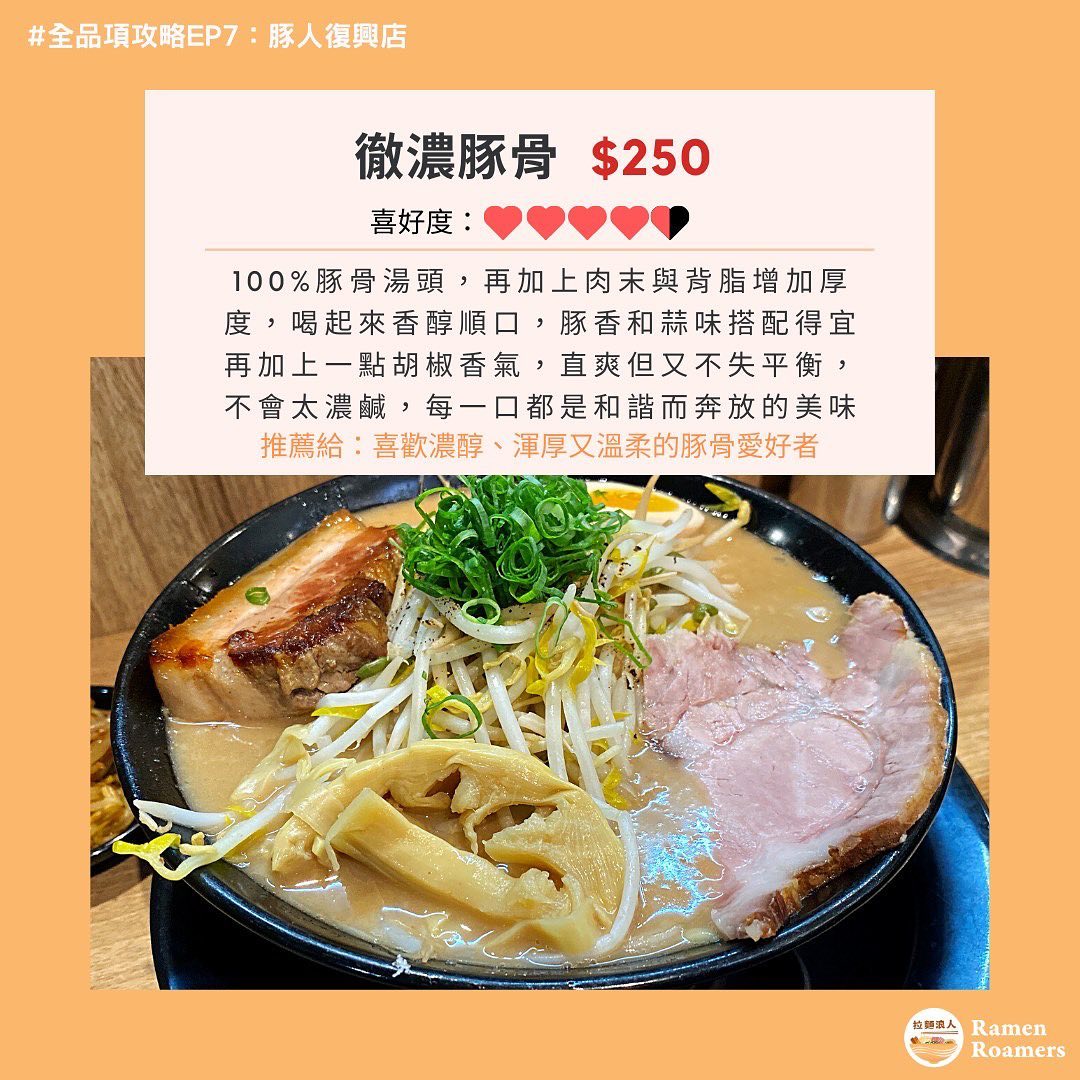 #全品項攻略EP7：豚人復興店
徹濃豚骨 $250
喜好度：
100%豚骨湯頭，再加上肉末與背脂增加厚
度，喝起來香醇順口，豚香和蒜味搭配得宜
再加上一點胡椒香氣，直爽但又不失平衡，
不會太濃鹹，每一口都是和諧而奔放的美味
推薦給：喜歡濃醇、渾厚又溫柔的豚骨愛好者
拉麵浪人
Ramen
Roamers